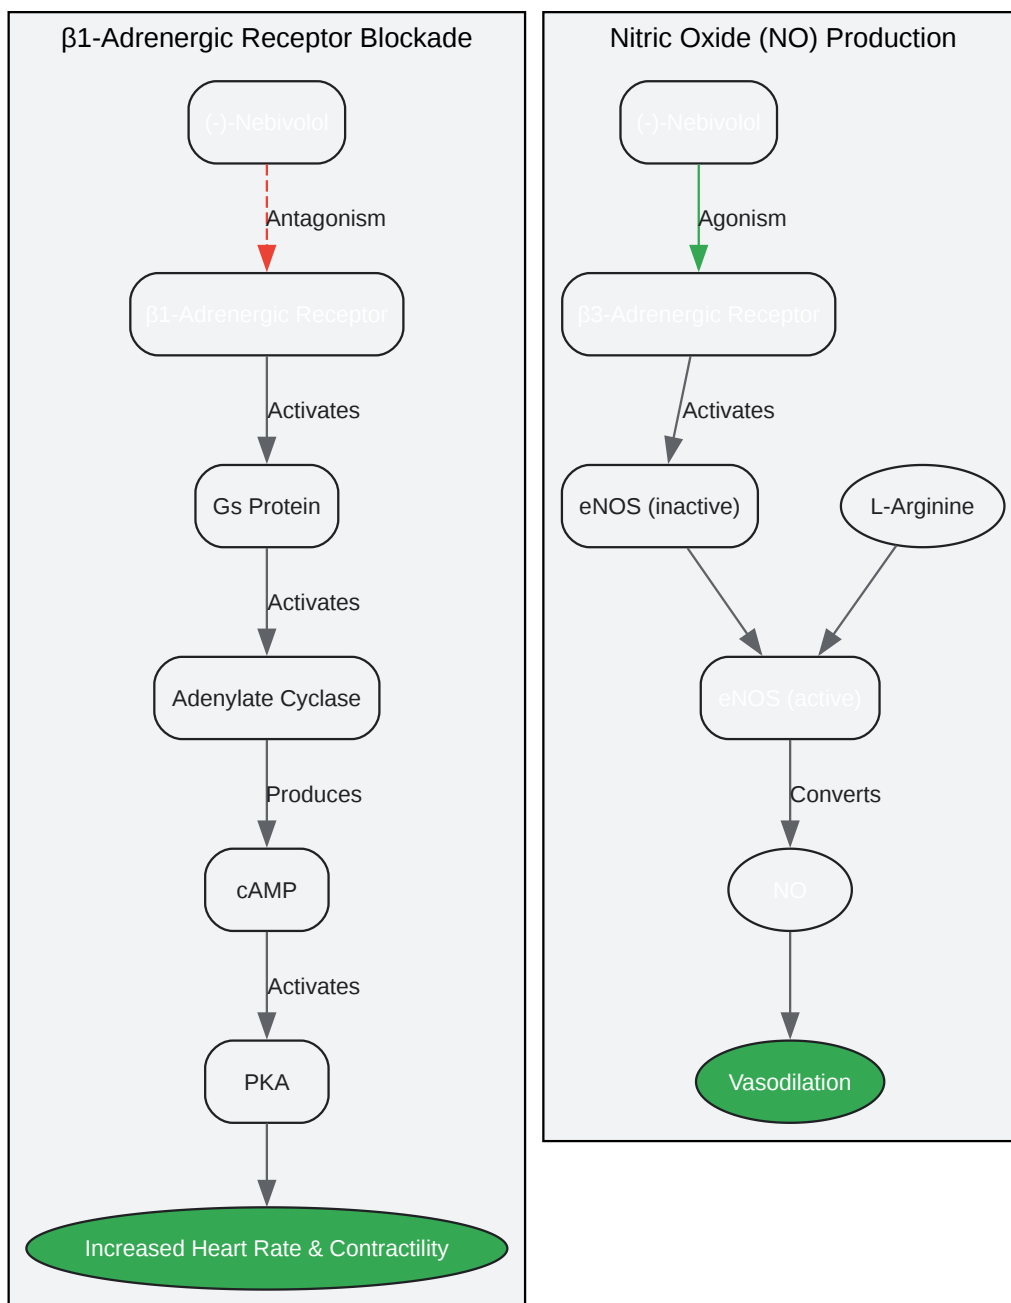 β1-Adrenergic Receptor Blockade
(-)-Nebivolol
Antagonism
β1-Adrenergic Receptor
Activates
Gs Protein
Activates
Adenylate Cyclase
Produces
cAMP
Activates
PKA
Increased Heart Rate & Contractility
Nitric Oxide (NO) Production
(-)-Nebivolol
Agonism
β3-Adrenergic Receptor
Activates
eNOS (inactive)
L-Arginine
eNOS (active)
Converts
NO
Vasodilation